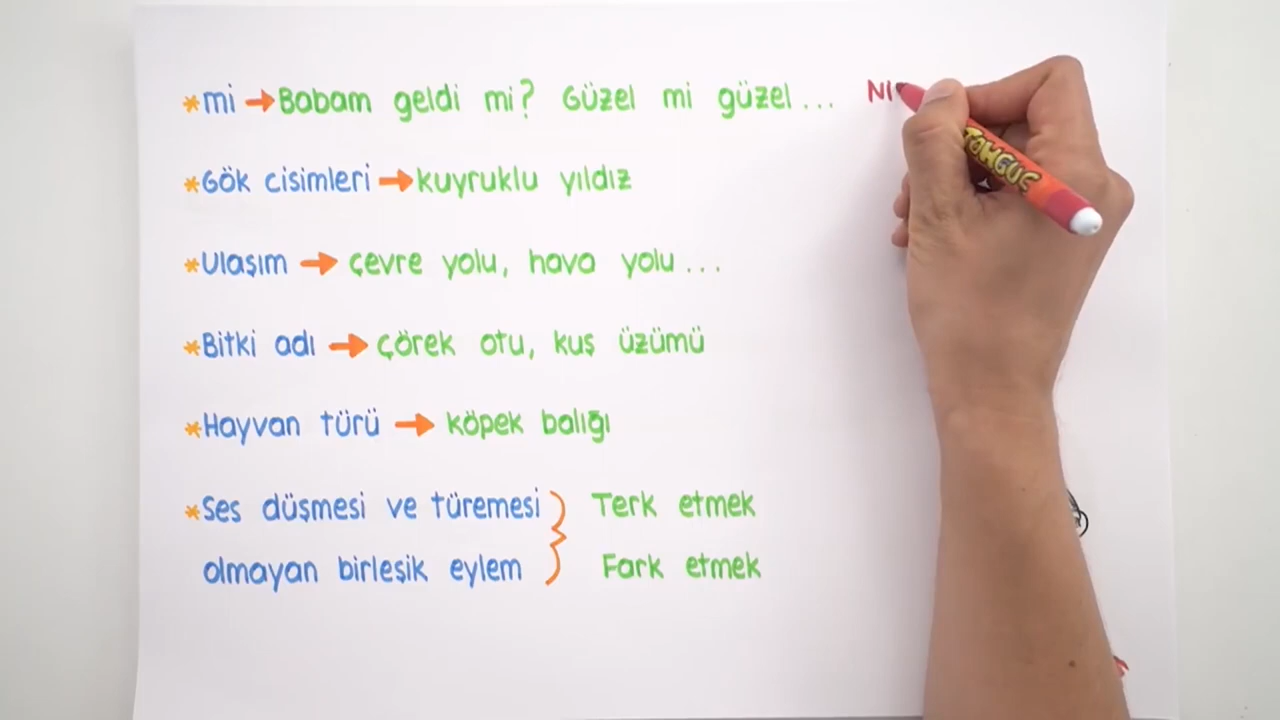 *mi → Babam geldi mi? Güzel mi güzel...
*Gök cisimleri → kuyruklu yıldız
*Ulaşım → çevre yolu, hava yolu...
*Bitki adı → çörek otu, kuş üzümü
*Hayvan türü → köpek balığı
*Ses düşmesi ve türemesi } Terk etmek
olmayan birleşik eylem Fark etmek
TONGUE